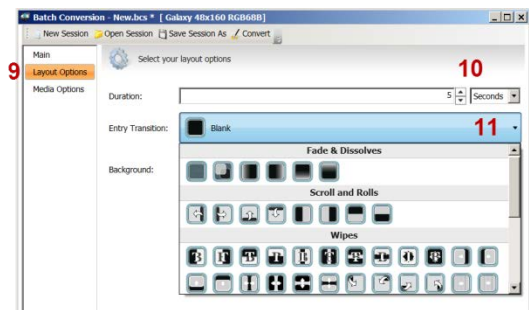 Batch Conversion - New.bcs * [ Galaxy 48x160 RGB68B]
New Session Open Session Save Session As Convert
9
Main
Layout Options
Media Options
Select your layout options
10
Duration: 5 Seconds
Entry Transition: Blank 11
Fade & Dissolves
Background:
Scroll and Rolls
Wipes